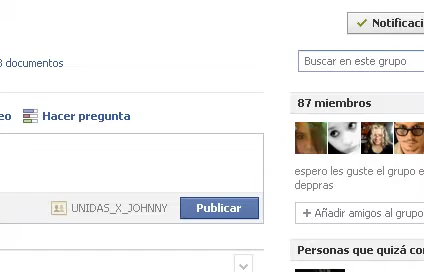 Notificaci
3 documentos
Buscar en este grupo
eo Hacer pregunta
87 miembros
espero les guste el grupo e
deppras
UNIDAS_X_JOHNNY Publicar
+ Añadir amigos al grupo
Personas que quizá con